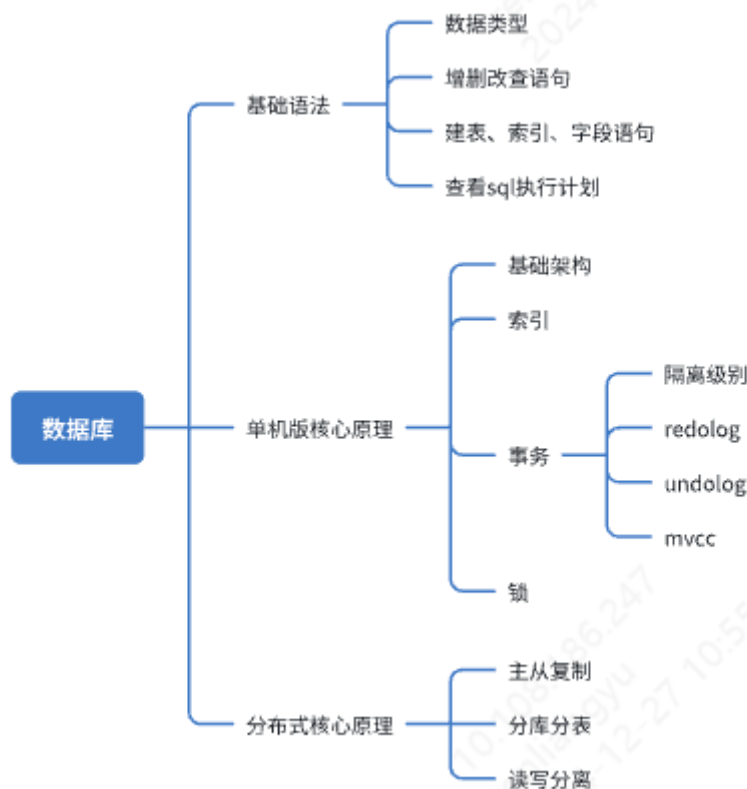 数据库
基础语法
数据类型
增删改查语句
建表、索引、字段语句
查看sql执行计划
单机版核心原理
基础架构
索引
事务
隔离级别
redolog
undolog
mvcc
锁
分布式核心原理
主从复制
分库分表
读写分离